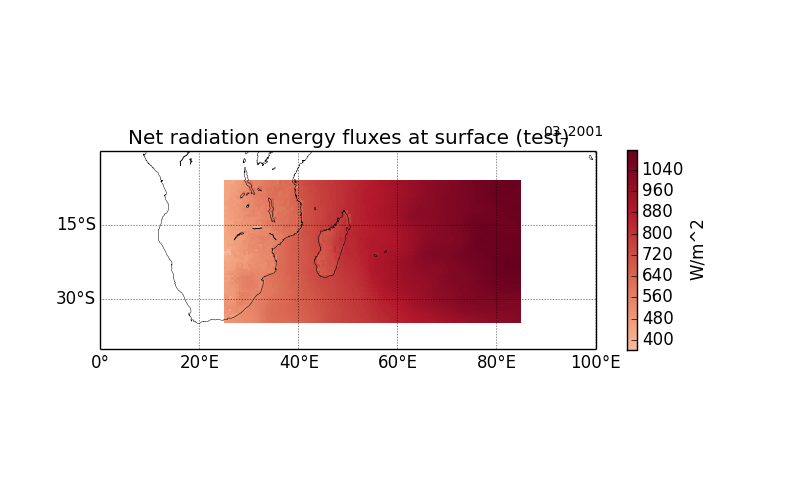 03 2001
Net radiation energy fluxes at surface (test)
15°S
30°S
0°
20°E
40°E
60°E
80°E
100°E
1040
960
880
800
720
640
560
480
400
W/m^2